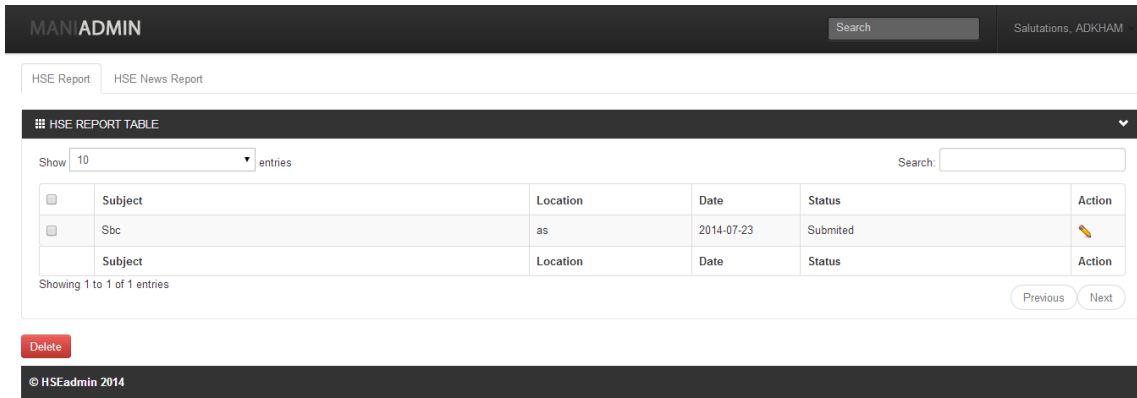 MANIADMIN Search Salutations, ADKHAM
HSE Report HSE News Report
HSE REPORT TABLE
Show 10 entries Search:
Subject Location Date Status Action
Sbc as 2014-07-23 Submited
Subject Location Date Status Action
Showing 1 to 1 of 1 entries
Previous Next
Delete
© HSEadmin 2014